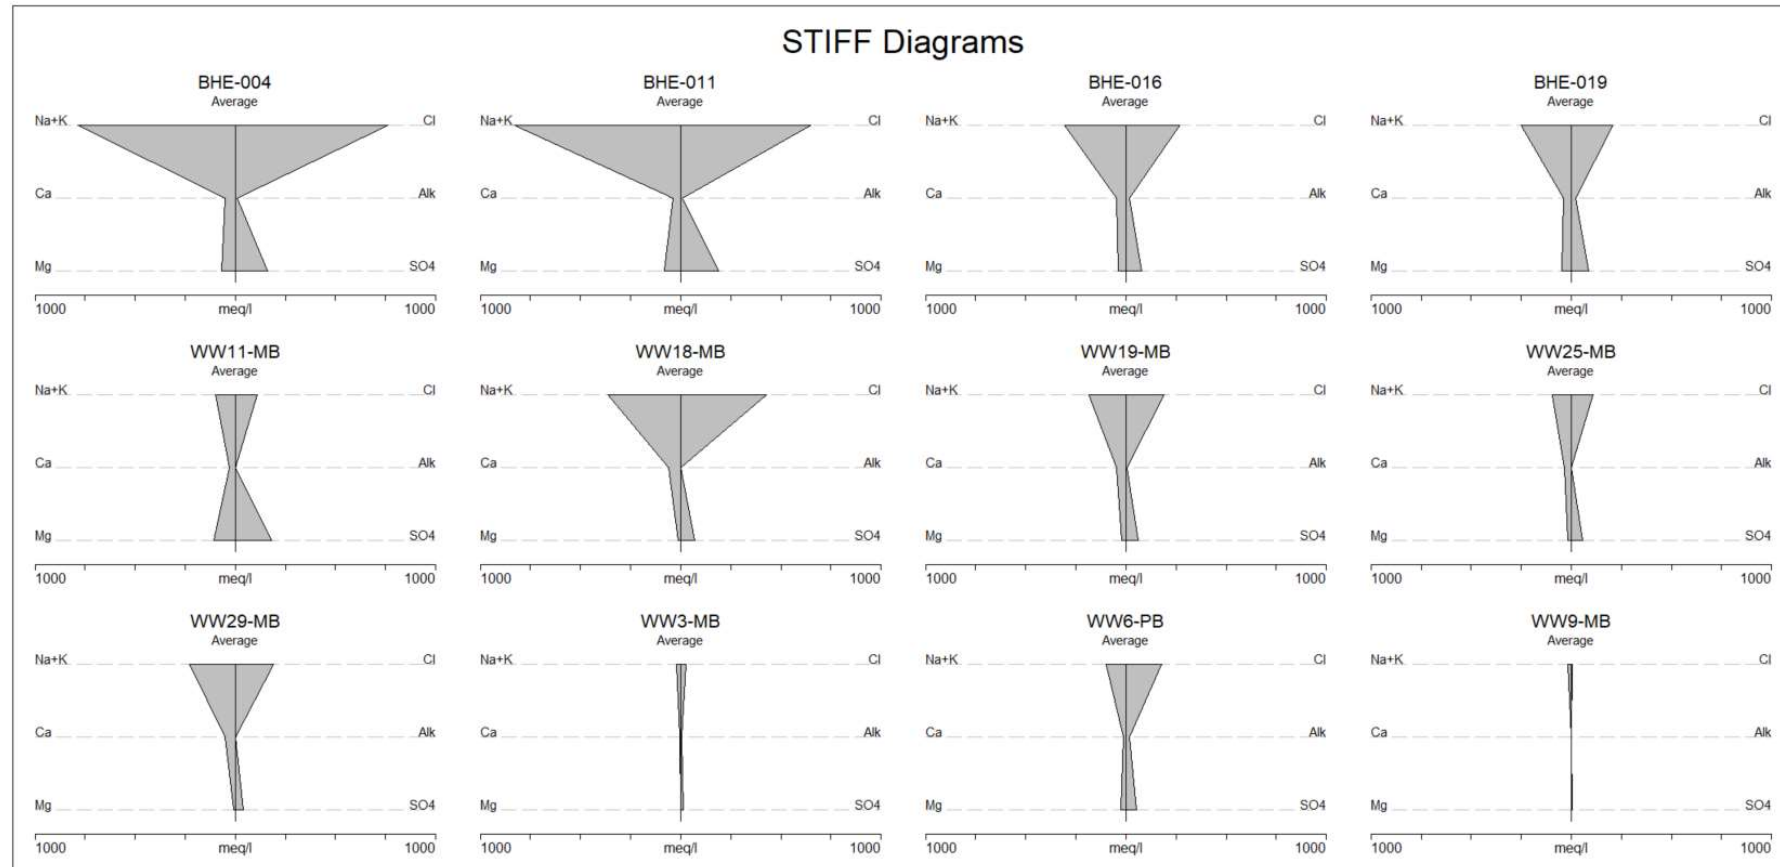 STIFF Diagrams
BHE-004 BHE-011 BHE-016 BHE-019
Average Average Average Average
Na+K Cl Na+K Cl Na+K Cl Na+K Cl
Ca Alk Ca Alk Ca Alk Ca Alk
Mg SO4 Mg SO4 Mg SO4 Mg SO4
1000 meq/l 1000 1000 meq/l 1000 1000 meq/l 1000 1000 meq/l 1000
WW11-MB WW18-MB WW19-MB WW25-MB
Average Average Average Average
Na+K Cl Na+K Cl Na+K Cl Na+K Cl
Ca Alk Ca Alk Ca Alk Ca Alk
Mg SO4 Mg SO4 Mg SO4 Mg SO4
1000 meq/l 1000 1000 meq/l 1000 1000 meq/l 1000 1000 meq/l 1000
WW29-MB WW3-MB WW6-PB WW9-MB
Average Average Average Average
Na+K Cl Na+K Cl Na+K Cl Na+K Cl
Ca Alk Ca Alk Ca Alk Ca Alk
Mg SO4 Mg SO4 Mg SO4 Mg SO4
1000 meq/l 1000 1000 meq/l 1000 1000 meq/l 1000 1000 meq/l 1000